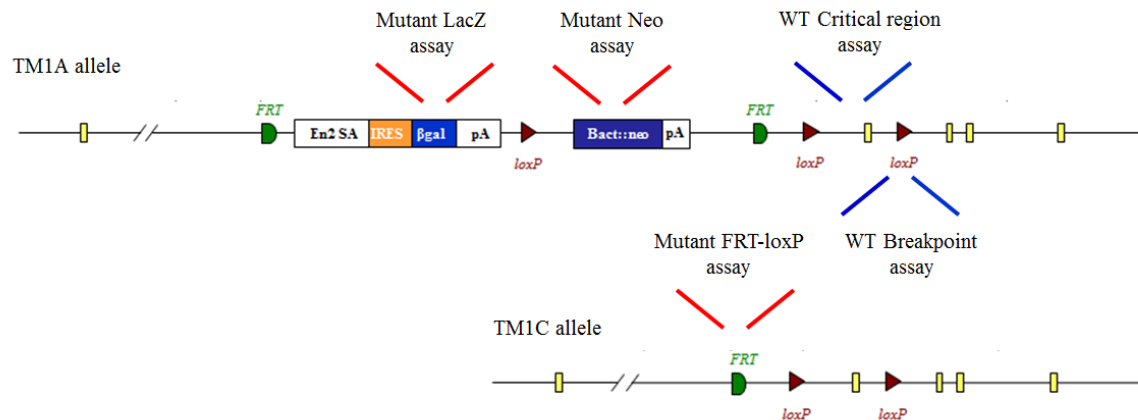 Mutant LacZ
assay
Mutant Neo
assay
WT Critical region
assay
TM1A allele
FRT
FRT
En2 SA IRES βgal pA
Bact::neo pA
loxP
loxP
loxP
Mutant FRT-loxP
assay
WT Breakpoint
assay
TM1C allele
FRT
loxP
loxP